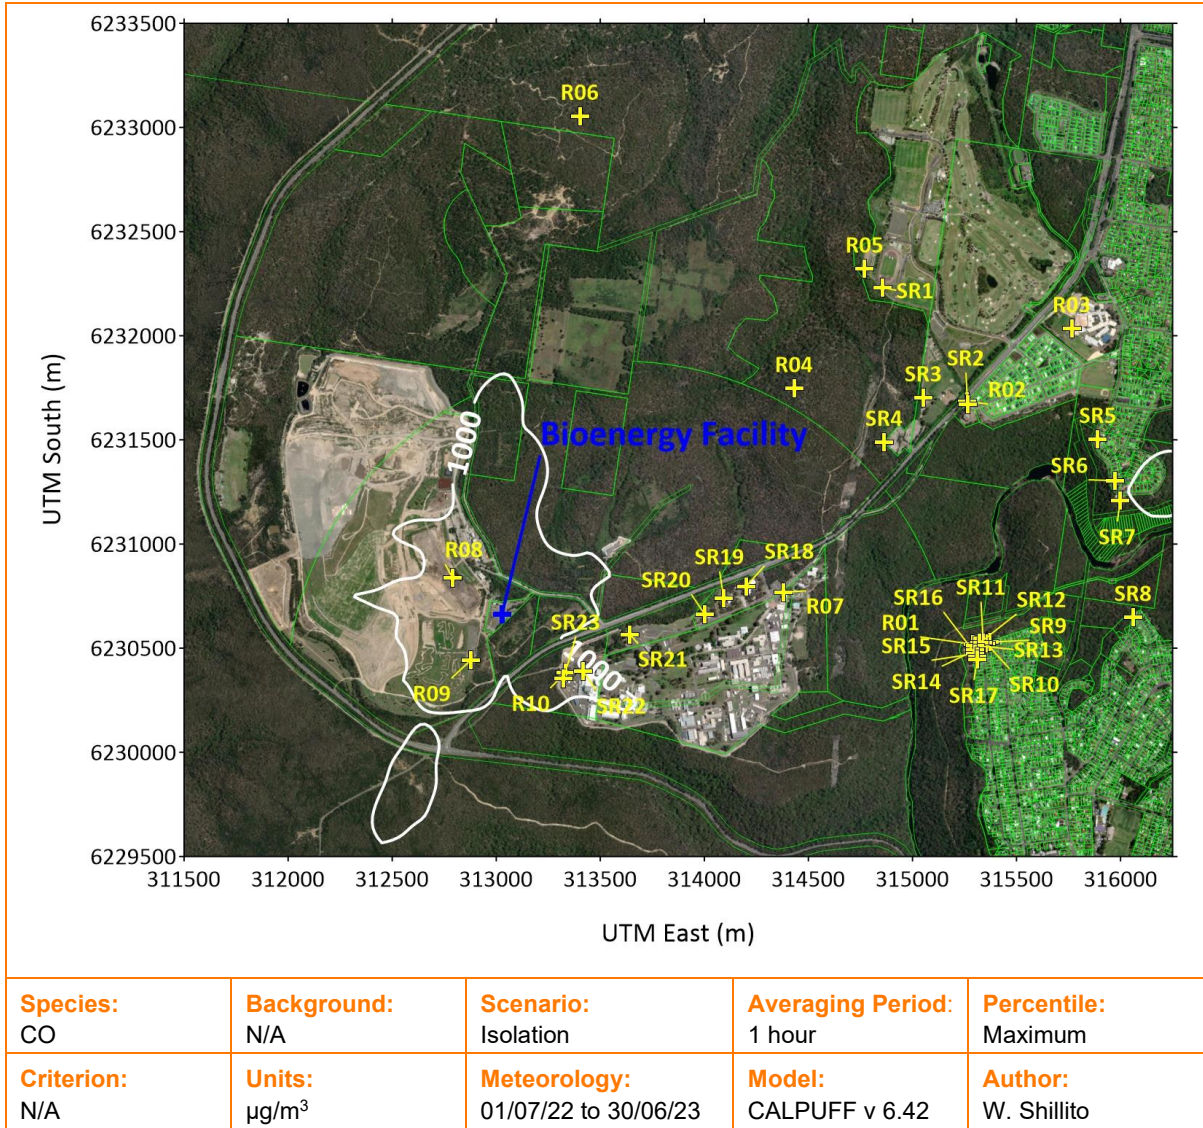 6233500
6233000
6232500
6232000
6231500
6231000
6230500
6230000
6229500
UTM South (m)
R06
R05
SR1
R03
R04
SR2
SR3
R02
SR4
SR5
SR6
SR7
1000
Bioenergy Facility
R08
SR19
SR18
SR20
R07
SR23
SR21
1000
R09
R10
SR22
SR11
SR16
SR12
SR8
R01
SR9
SR15
SR13
SR14
SR10
SR17
311500 312000 312500 313000 313500 314000 314500 315000 315500 316000
UTM East (m)
Species:
CO
Background:
N/A
Scenario:
Isolation
Averaging Period:
1 hour
Percentile:
Maximum
Criterion:
N/A
Units:
µg/m³
Meteorology:
01/07/22 to 30/06/23
Model:
CALPUFF v 6.42
Author:
W. Shillito